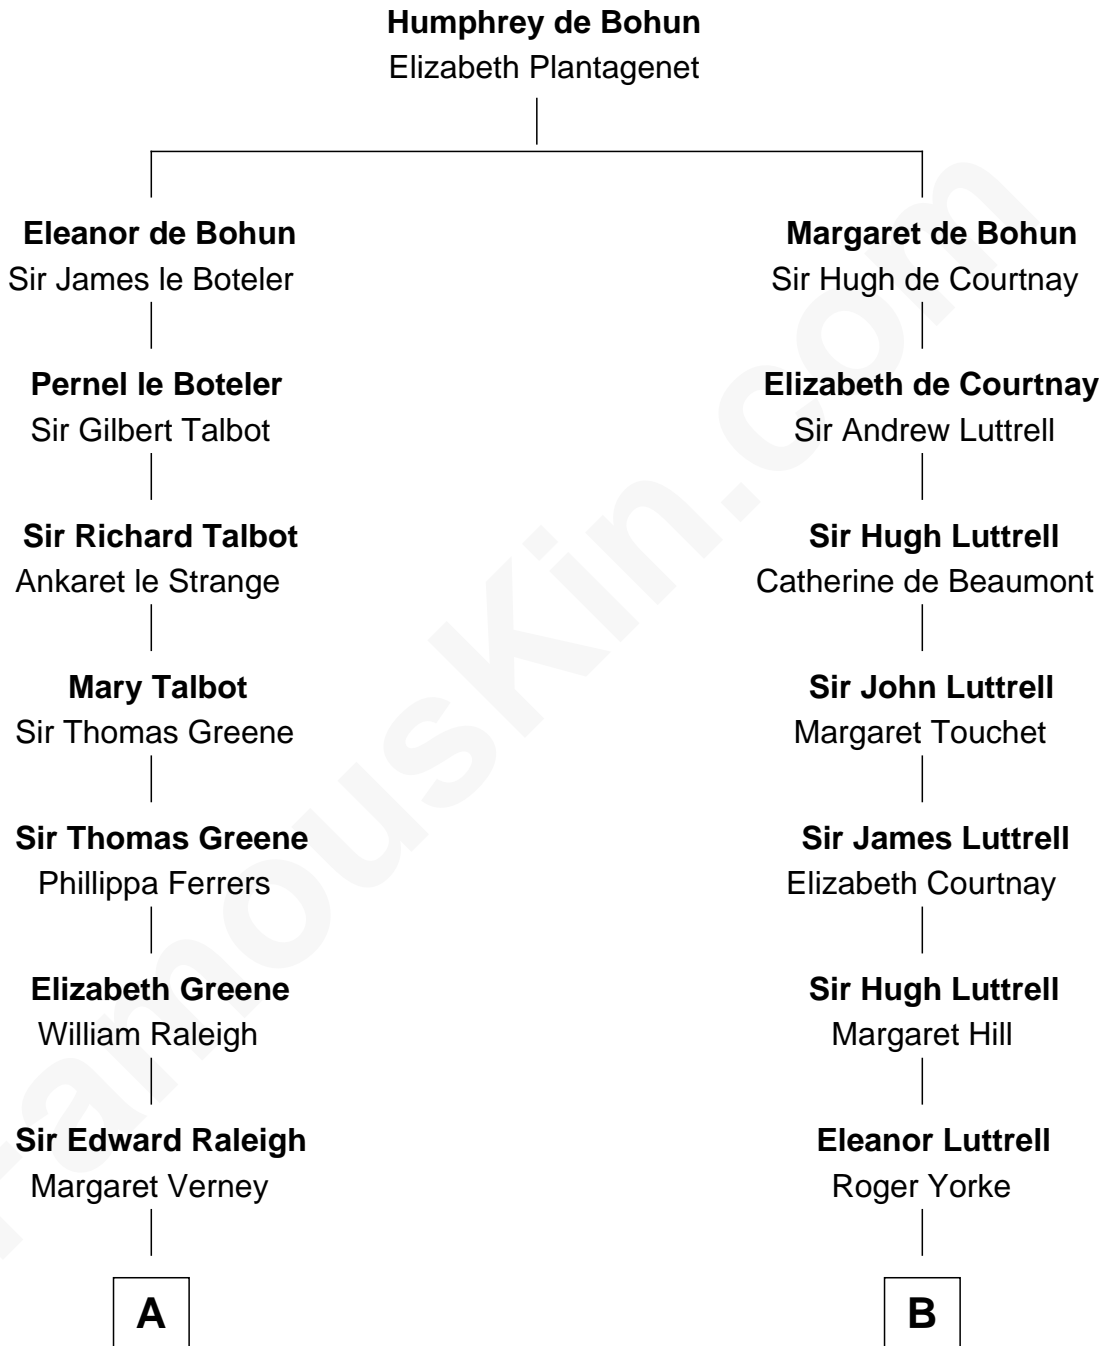 Humphrey de Bohun
Elizabeth Plantagenet
Eleanor de Bohun
Sir James le Boteler
Margaret de Bohun
Sir Hugh de Courtnay
Pernel le Boteler
Sir Gilbert Talbot
Elizabeth de Courtnay
Sir Andrew Luttrell
Sir Richard Talbot
Ankaret le Strange
Sir Hugh Luttrell
Catherine de Beaumont
Mary Talbot
Sir Thomas Greene
Sir John Luttrell
Margaret Touchet
Sir Thomas Greene
Phillippa Ferrers
Sir James Luttrell
Elizabeth Courtnay
Elizabeth Greene
William Raleigh
Sir Hugh Luttrell
Margaret Hill
Sir Edward Raleigh
Margaret Verney
Eleanor Luttrell
Roger Yorke
A
B
FamousKin.com